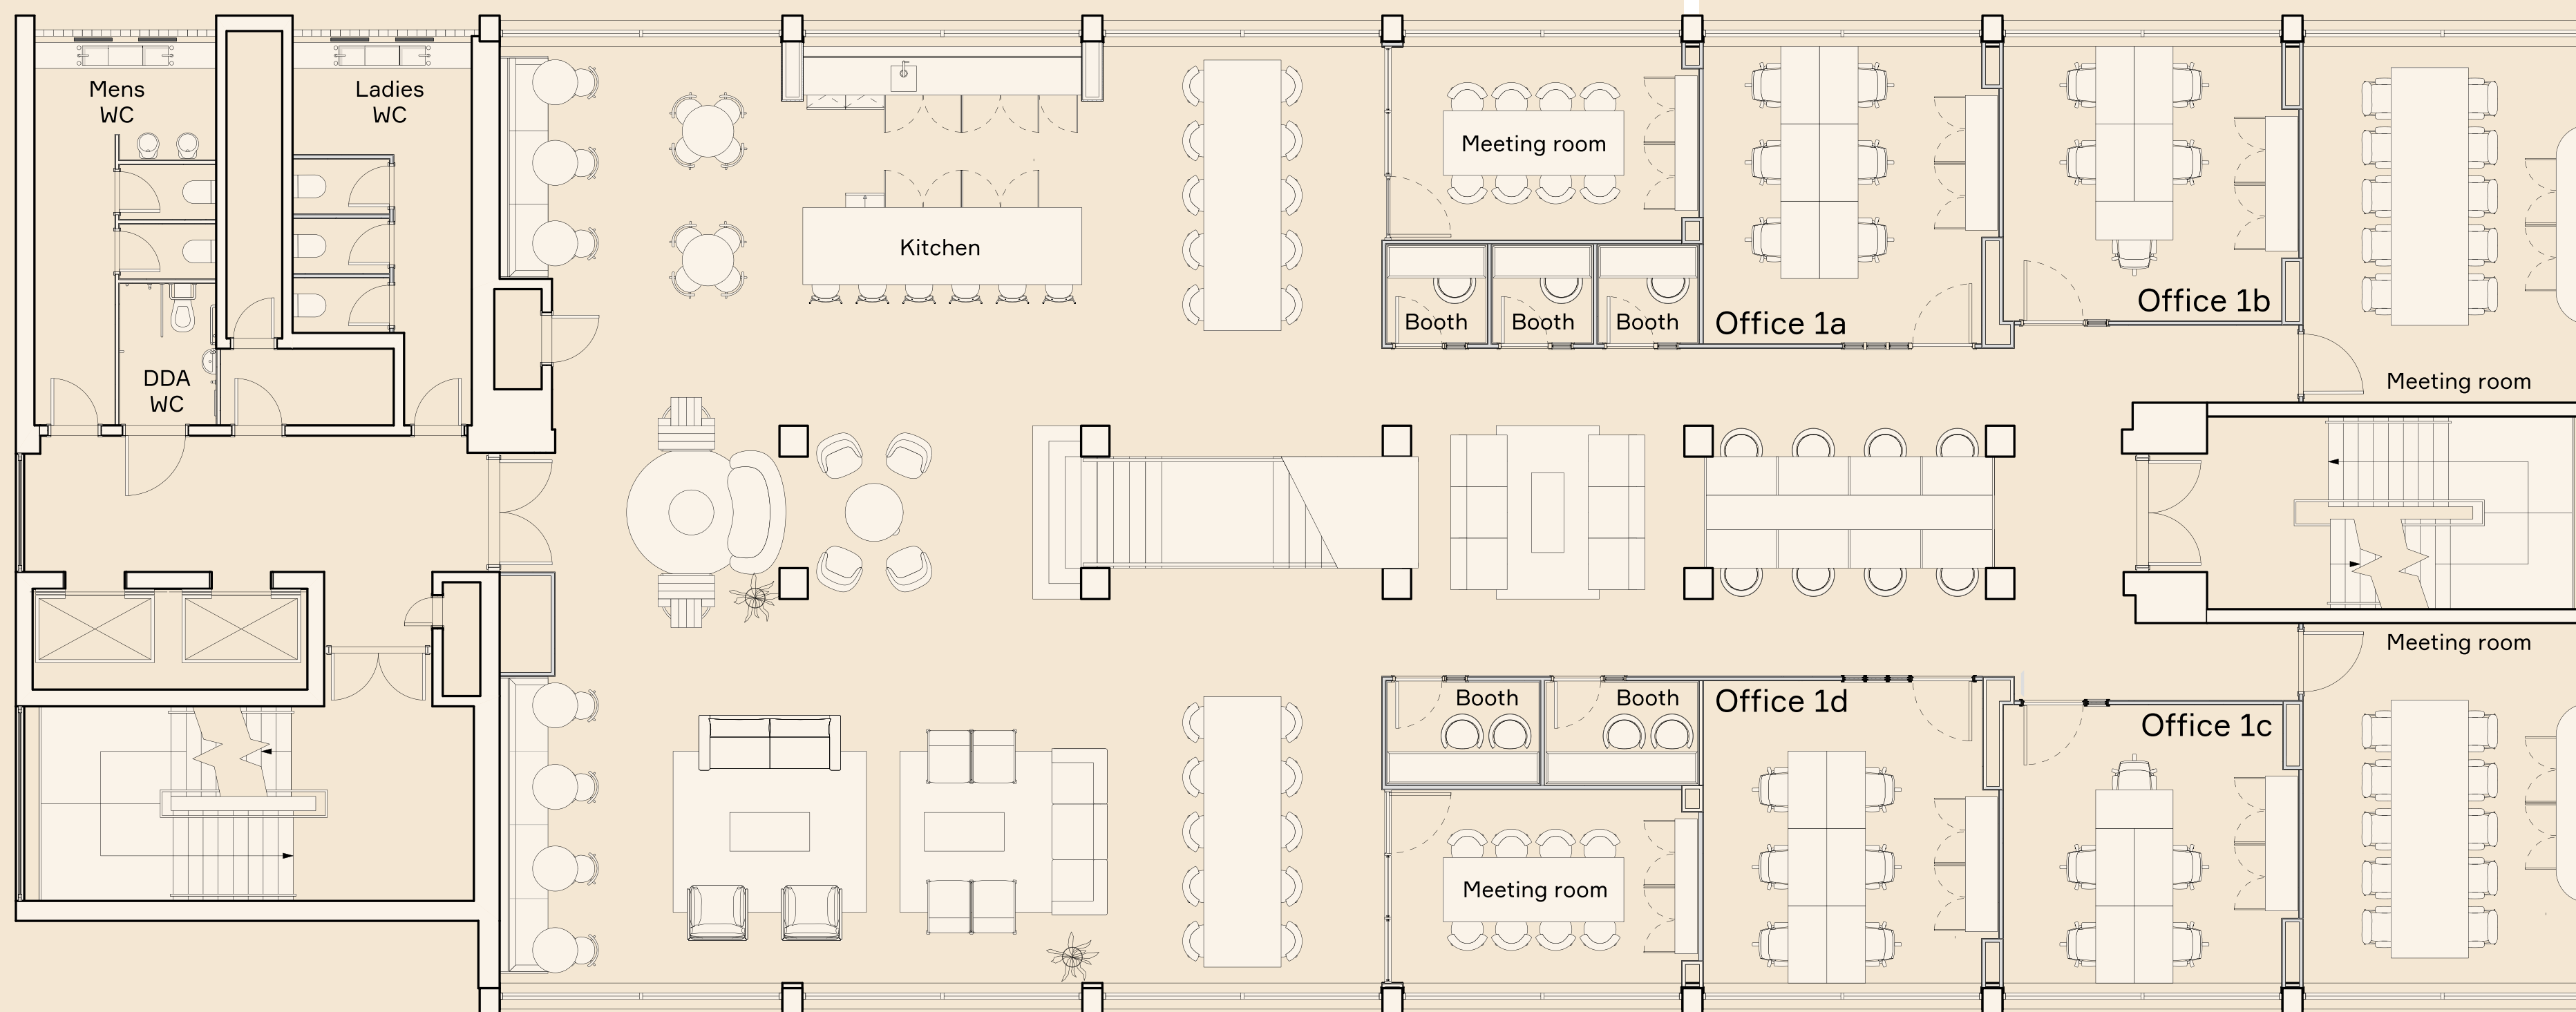 Mens
WC
Ladies
WC
Meeting room
Kitchen
Booth
Booth
Booth
Office 1a
Office 1b
DDA
WC
Meeting room
Meeting room
Booth
Booth
Office 1d
Office 1c
Meeting room